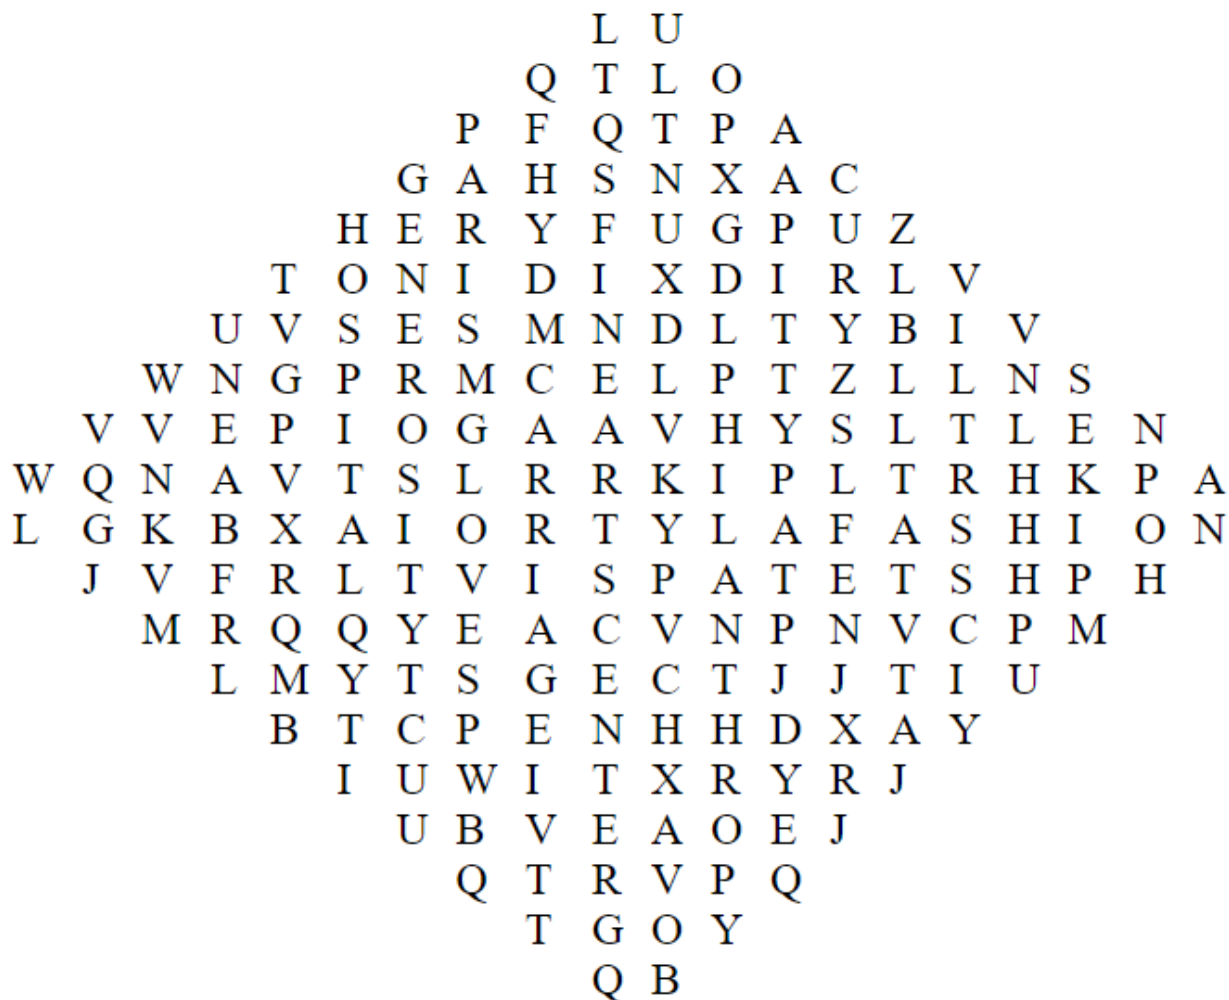 L U
Q T L O
P F Q T P A
G A H S N X A C
H E R Y F U G P U Z
T O N I D I X D I R L V
U V S E S M N D L T Y B I V
W N G P R M C E L P T Z L L N S
V V E P I O G A A V H Y S L T L E N
W Q N A V T S L R R K I P L T R H K P A
L G K B X A I O R T Y L A F A S H I O N
J V F R L T V I S P A T E T S H P H
M R Q Q Y E A C V N P N V C P M
L M Y T S G E C T J J T I U
B T C P E N H H D X A Y
I U W I T X R Y R J
U B V E A O E J
Q T R V P Q
T G O Y
Q B